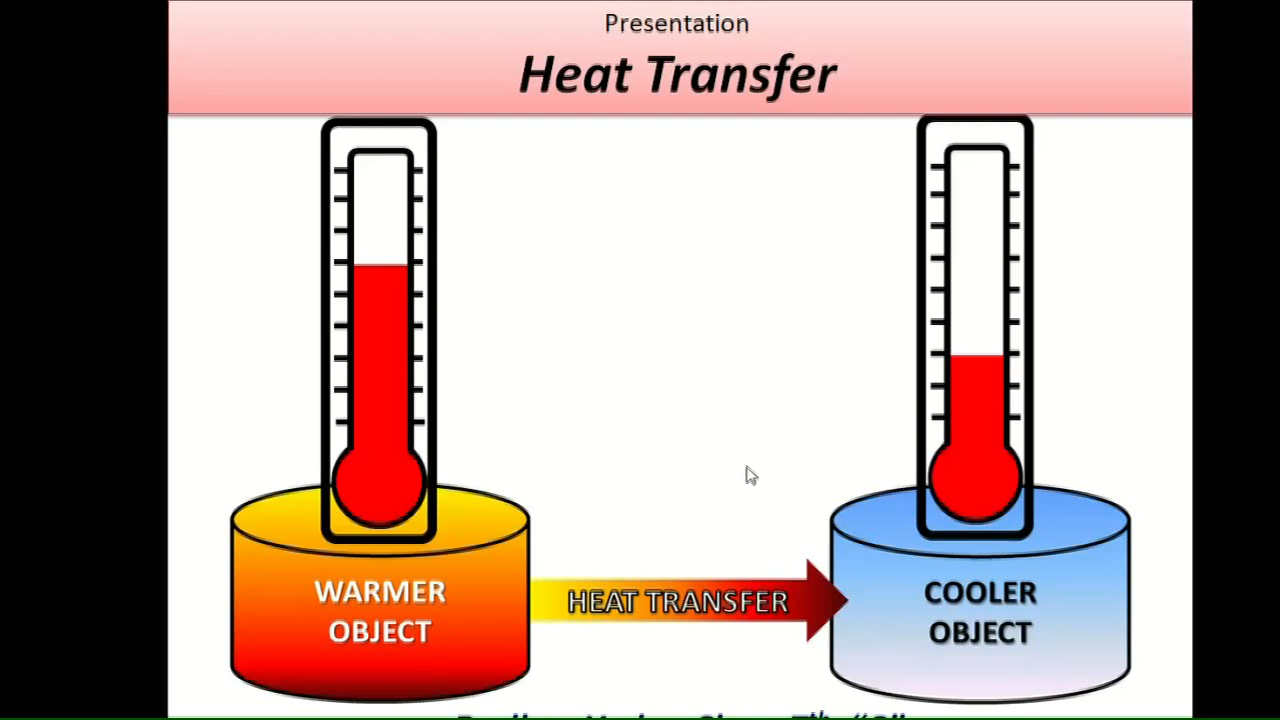 Presentation
Heat Transfer
WARMER
OBJECT
HEAT TRANSFER
COOLER
OBJECT